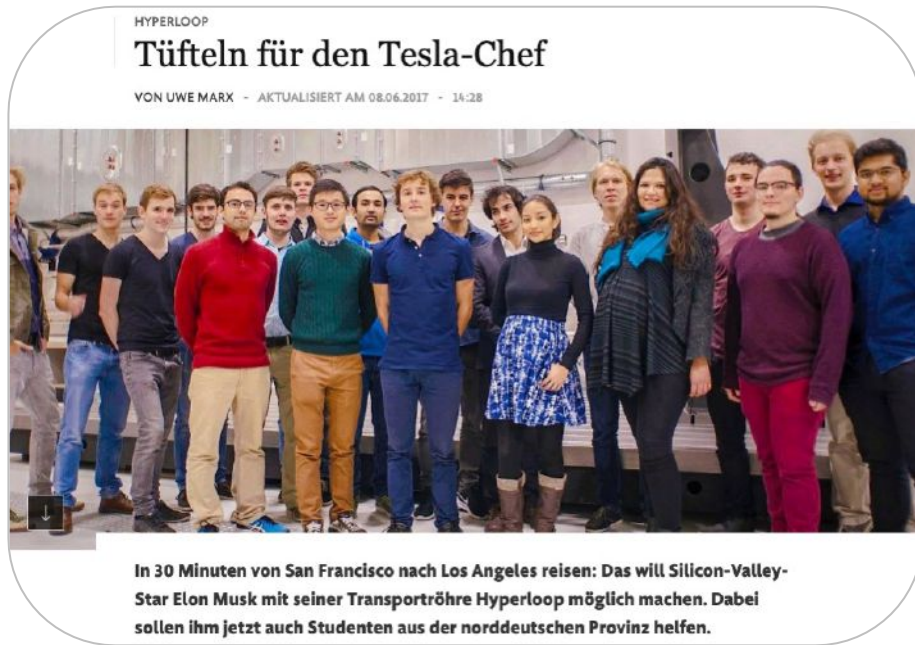 HYPERLOOP
Tüfteln für den Tesla-Chef
VON UWE MARX - AKTUALISIERT AM 08.06.2017 - 14:28
In 30 Minuten von San Francisco nach Los Angeles reisen: Das will Silicon-Valley-
Star Elon Musk mit seiner Transportröhre Hyperloop möglich machen. Dabei
sollen ihm jetzt auch Studenten aus der norddeutschen Provinz helfen.